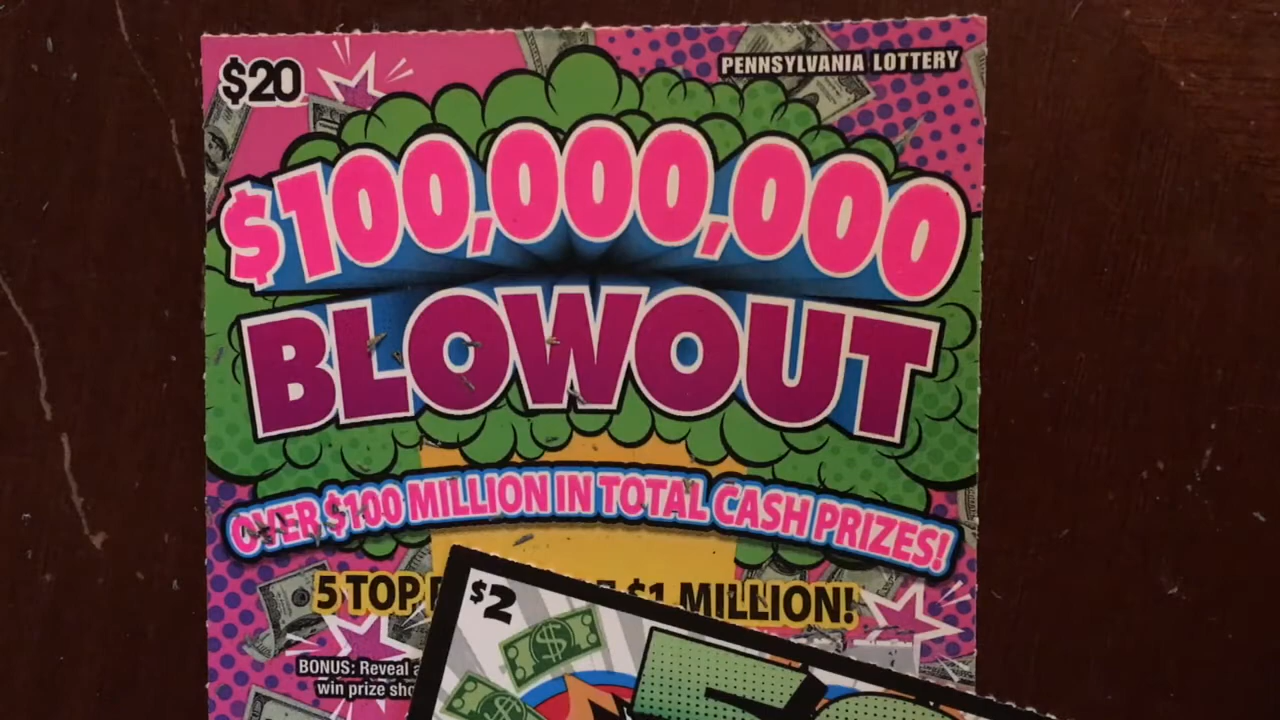 $20
PENNSYLVANIA LOTTERY
$100,000,000
BLOWOUT
OVER $100 MILLION IN TOTAL CASH PRIZES!
5 TOP $1 MILLION!
$2
BONUS: Reveal
win prize